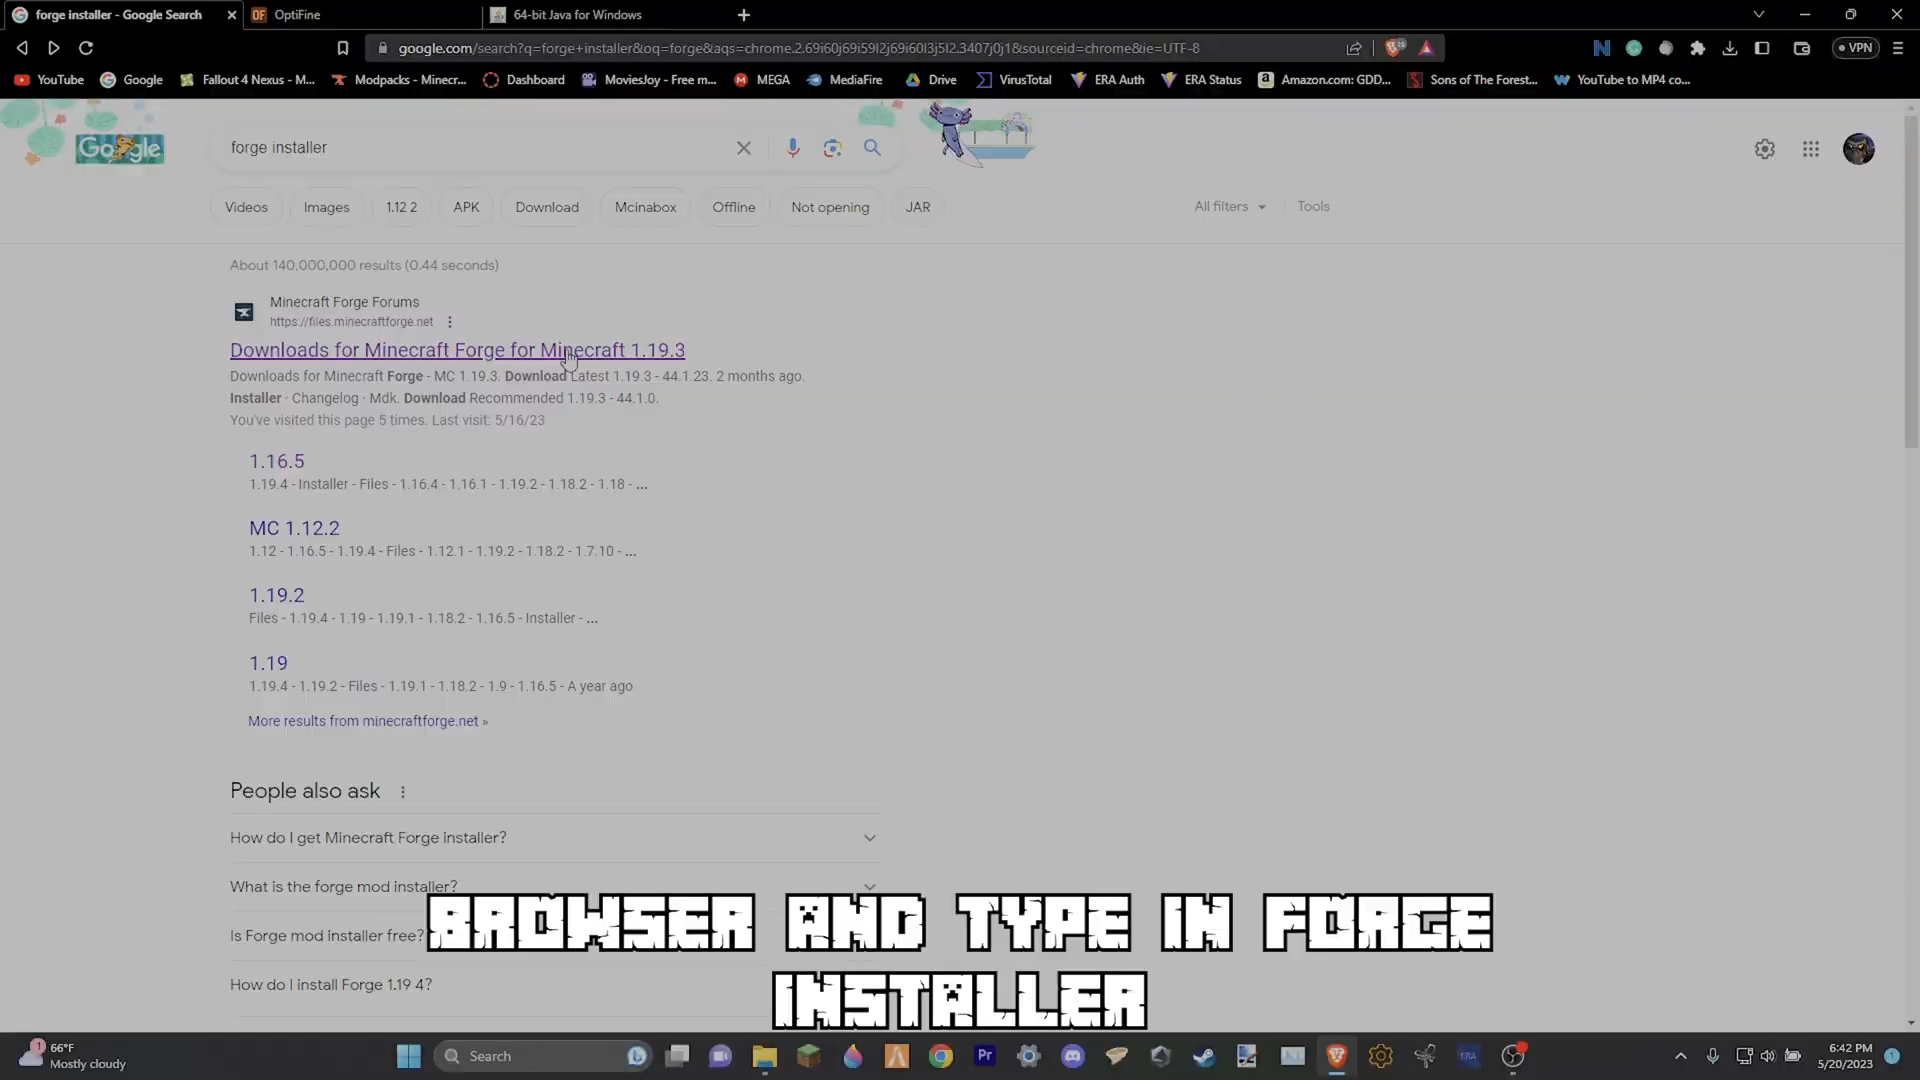 forge installer - Google Search
OptiFine
64-bit Java for Windows
google.com/search?q=forge+installer&oq=forge&aqs=chrome.2.69i60j69i59l2j69i60l3j5l2.3407j0j1&sourceid=chrome&ie=UTF-8
VPN
YouTube
Google
Fallout 4 Nexus - M...
Modpacks - Minecr...
Dashboard
MoviesJoy - Free m...
MEGA
MediaFire
Drive
VirusTotal
ERA Auth
ERA Status
Amazon.com: GDD...
Sons of The Forest...
YouTube to MP4 co...
Google
forge installer
Videos
Images
1.12 2
APK
Download
Mcinabox
Offline
Not opening
JAR
All filters
Tools
About 140,000,000 results (0.44 seconds)
Minecraft Forge Forums
https://files.minecraftforge.net
Downloads for Minecraft Forge for Minecraft 1.19.3
Downloads for Minecraft Forge - MC 1.19.3. Download Latest 1.19.3 - 44.1.23. 2 months ago.
Installer · Changelog · Mdk. Download Recommended 1.19.3 - 44.1.0.
You've visited this page 5 times. Last visit: 5/16/23
1.16.5
1.19.4 - Installer - Files - 1.16.4 - 1.16.1 - 1.19.2 - 1.18.2 - 1.18 - ...
MC 1.12.2
1.12 - 1.16.5 - 1.19.4 - Files - 1.12.1 - 1.19.2 - 1.18.2 - 1.7.10 - ...
1.19.2
Files - 1.19.4 - 1.19 - 1.19.1 - 1.18.2 - 1.16.5 - Installer - ...
1.19
1.19.4 - 1.19.2 - Files - 1.19.1 - 1.18.2 - 1.9 - 1.16.5 - A year ago
More results from minecraftforge.net »
People also ask
How do I get Minecraft Forge installer?
What is the forge mod installer?
Is Forge mod installer free?
How do I install Forge 1.19 4?
BROWSER AND TYPE IN FORGE
INSTALLER
1
66°F
Mostly cloudy
Search
Pr
ERA
6:42 PM
5/20/2023
1